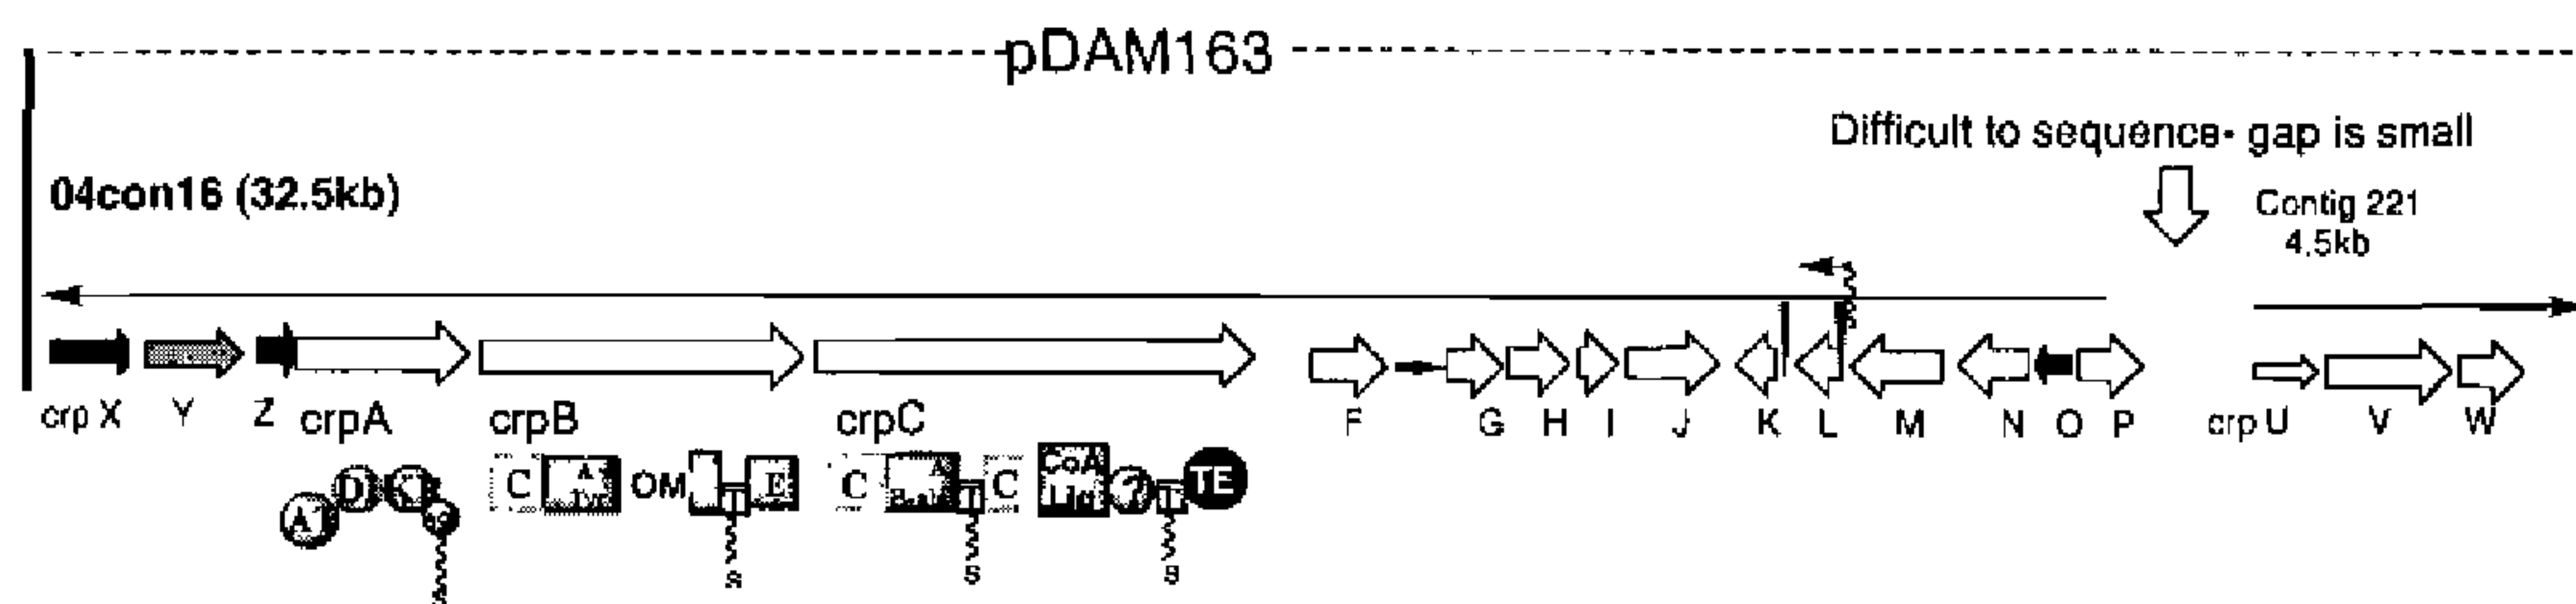 pDAM163
Difficult to sequence- gap is small
04con16 (32.5kb)
Contig 221
4.5kb
crp X Y Z crpA crpB crpC F G H I J K L M N O P crp U V W
C A OM T E C A T C CoA Lig ? T TE
A D
s s s